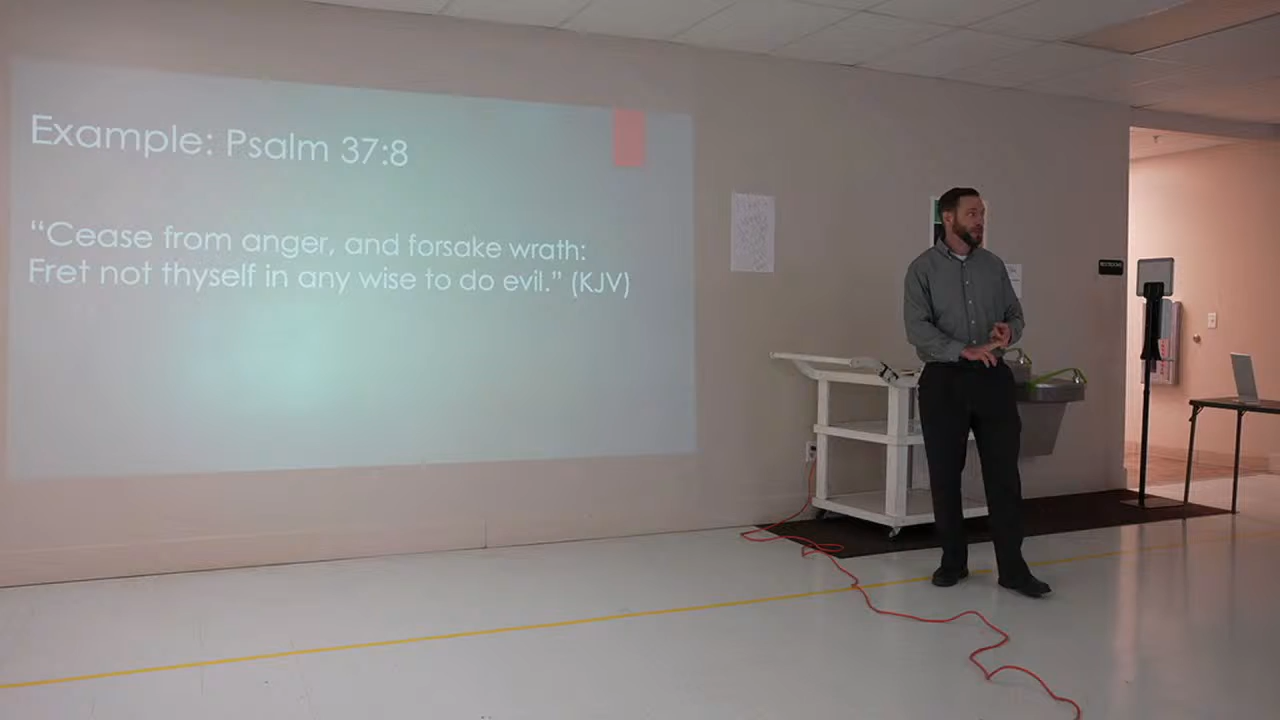 Example: Psalm 37:8
“Cease from anger, and forsake wrath:
Fret not thyself in any wise to do evil.” (KJV)
RESTROOMS